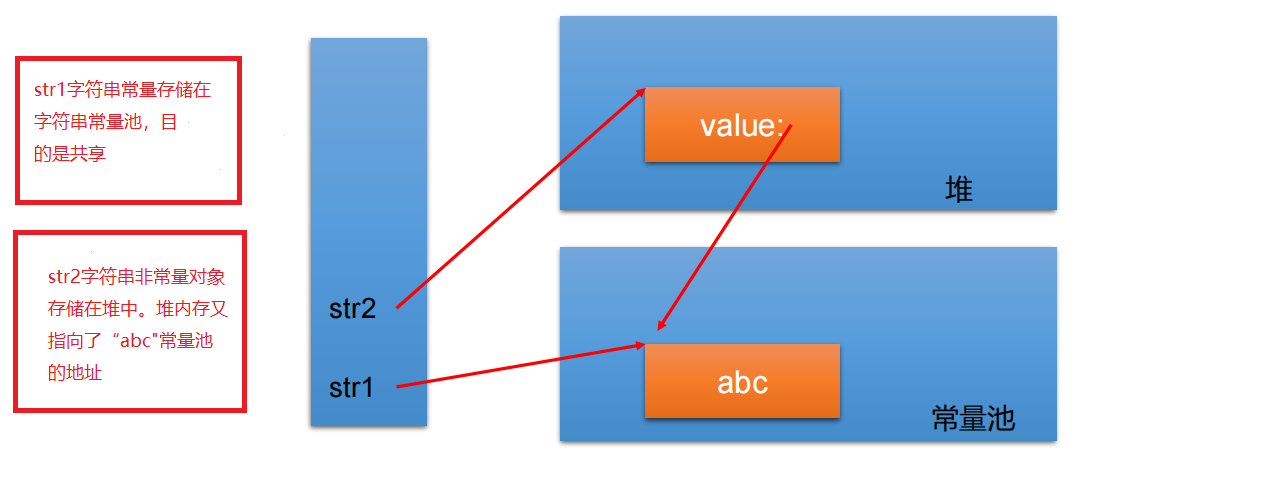 str1字符串常量存储在
字符串常量池，目
的是共享
str2字符串非常量对象
存储在堆中。堆内存又
指向了“abc"常量池
的地址
str2
str1
value:
堆
abc
常量池